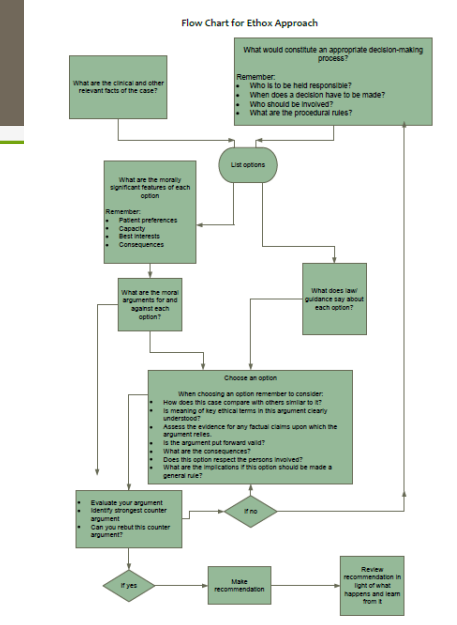 Flow Chart for Ethox Approach
What are the clinical and other
relevant facts of the case?
What would constitute an appropriate decision-making
process?
Remember:
• Who is to be held responsible?
• When does a decision have to be made?
• Who should be involved?
• What are the procedural rules?
List options
What are the morally
significant features of each
option
Remember:
• Patient preferences
• Capacity
• Best interests
• Consequences
What are the moral
arguments for and
against each
option?
What does law/
guidance say about
each option?
Choose an option
When choosing an option remember to consider:
• How does this case compare with others similar to it?
• Is meaning of key ethical terms in this argument clearly
understood?
• Assess the evidence for any factual claims upon which the
argument relies.
• Is the argument put forward valid?
• What are the consequences?
• Does this option respect the persons involved?
• What are the implications if this option should be made a
general rule?
• Evaluate your argument
• Identify strongest counter
argument
• Can you rebut this counter
argument?
If no
If yes
Make
recommendation
Review
recommendation in
light of what
happens and learn
from it